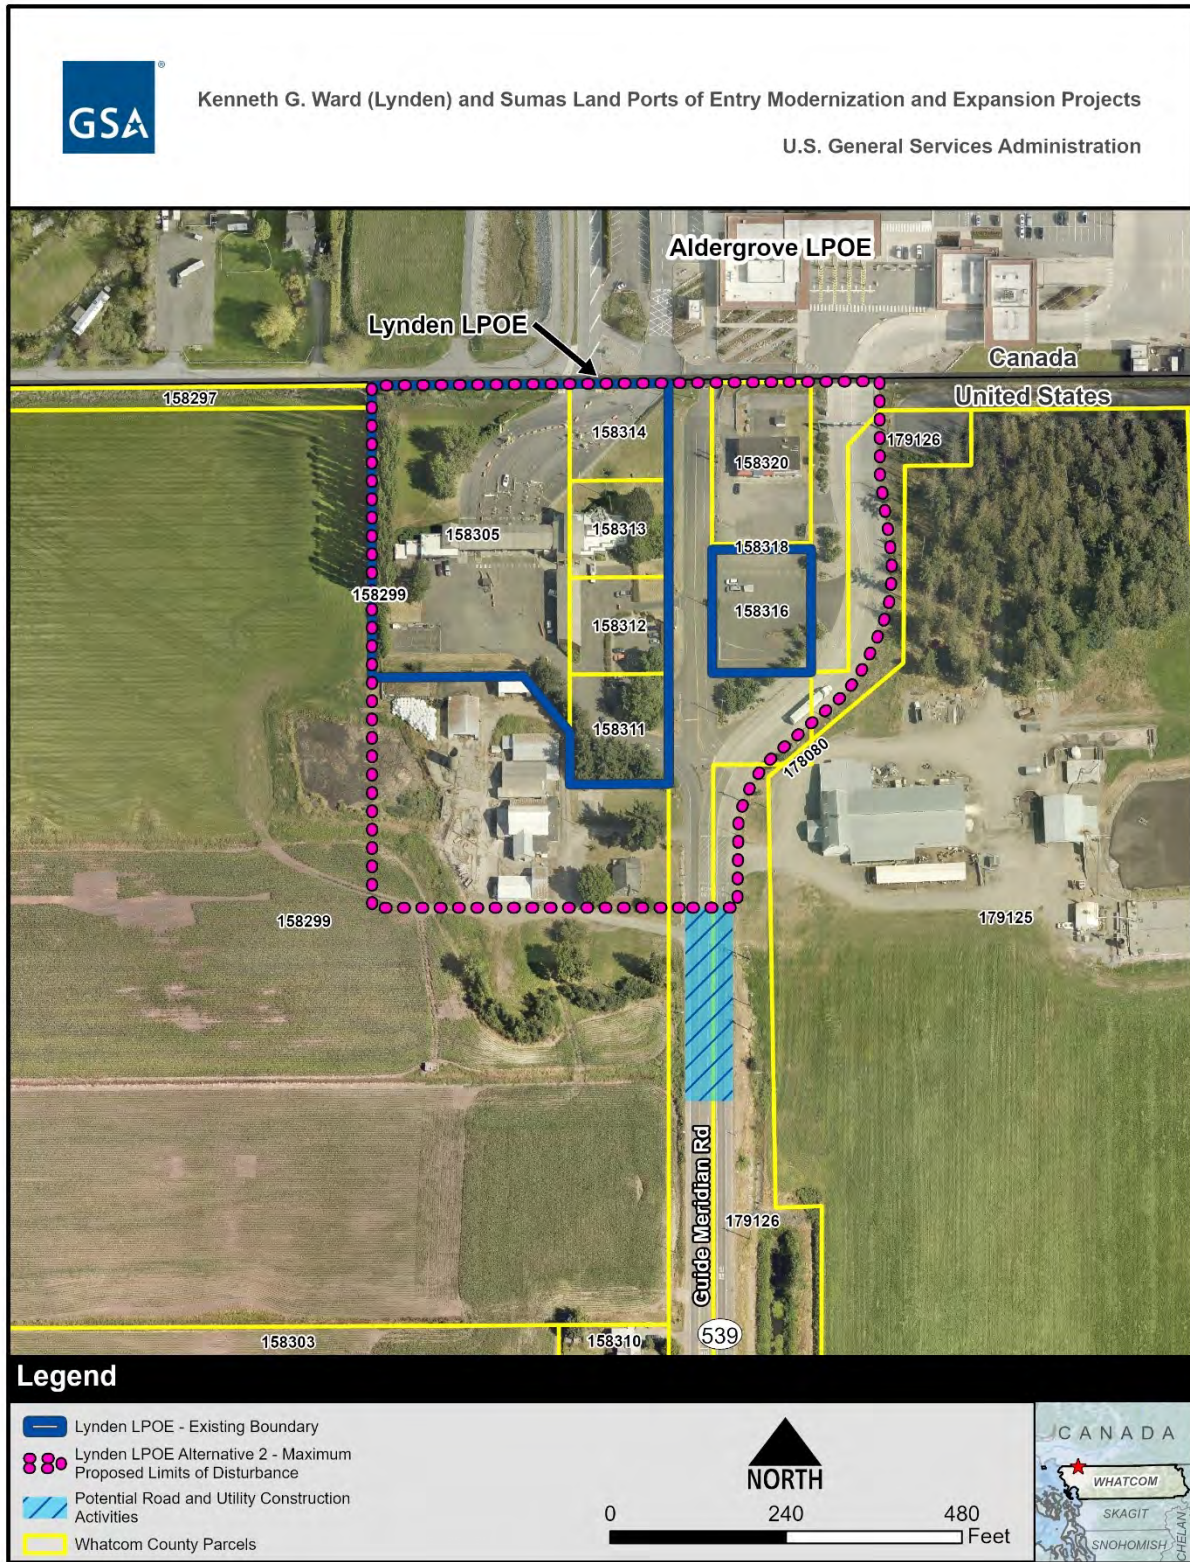 GSA
®
Kenneth G. Ward (Lynden) and Sumas Land Ports of Entry Modernization and Expansion Projects
U.S. General Services Administration
Aldergrove LPOE
Lynden LPOE
Canada
United States
158297
158314
179126
158320
158305
158313
158318
158299
158316
158312
158311
178080
158299
179125
Guide Meridian Rd
179126
539
158303
158310
Legend
Lynden LPOE - Existing Boundary
Lynden LPOE Alternative 2 - Maximum
Proposed Limits of Disturbance
Potential Road and Utility Construction
Activities
Whatcom County Parcels
NORTH
0 240 480
Feet
CANADA
WHATCOM
SKAGIT
SNOHOMISH
CHELAN